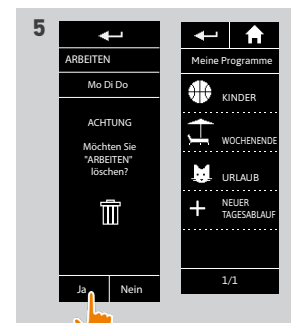 5
ARBEITEN
Mo Di Do
ACHTUNG
Möchten Sie
"ARBEITEN"
löschen?
Ja
Nein
Meine Programme
KINDER
WOCHENENDE
URLAUB
NEUER
TAGESABLAUF
1/1